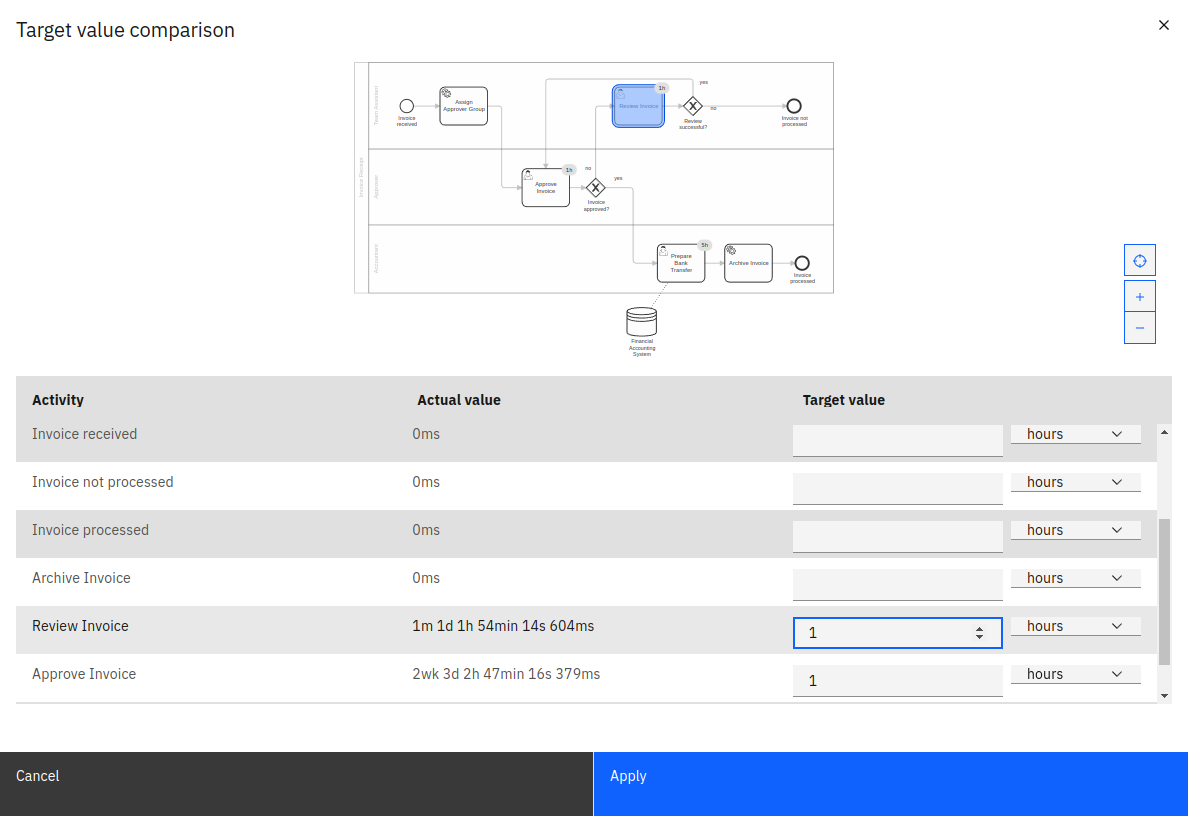 Target value comparison
Invoice Receipt
Team Assistant
Approver
Accountant
Invoice
received
Assign
Approver Group
Review Invoice
1h
yes
no
Review
successful?
Invoice not
processed
Approve
Invoice
1h
no
yes
Invoice
approved?
Prepare
Bank
Transfer
5h
Archive Invoice
Invoice
processed
Financial
Accounting
System
Activity Actual value Target value
Invoice received 0ms hours
Invoice not processed 0ms hours
Invoice processed 0ms hours
Archive Invoice 0ms hours
Review Invoice 1m 1d 1h 54min 14s 604ms 1 hours
Approve Invoice 2wk 3d 2h 47min 16s 379ms 1 hours
Cancel
Apply